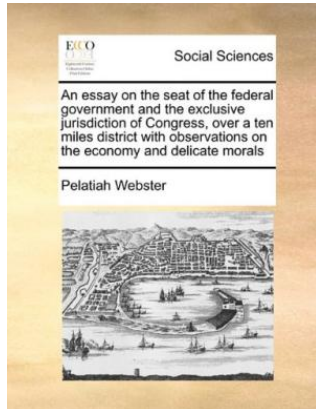 ECCO
Social Sciences
An essay on the seat of the federal
government and the exclusive
jurisdiction of Congress, over a ten
miles district with observations on
the economy and delicate morals
Pelatiah Webster